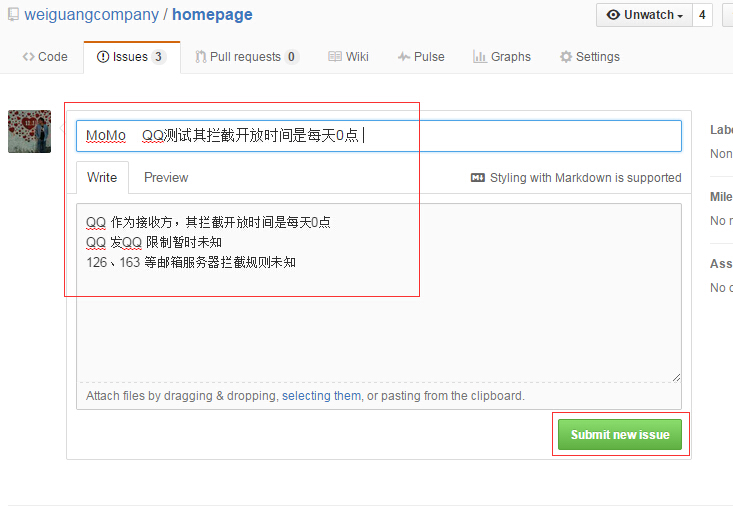 weiguangcompany / homepage
Unwatch 4
Code Issues 3 Pull requests 0 Wiki Pulse Graphs Settings
MoMo QQ测试其拦截开放时间是每天0点
Write Preview Styling with Markdown is supported
QQ 作为接收方，其拦截开放时间是每天0点
QQ 发QQ 限制暂时未知
126、163 等邮箱服务器拦截规则未知
Attach files by dragging & dropping, selecting them, or pasting from the clipboard.
Submit new issue
No